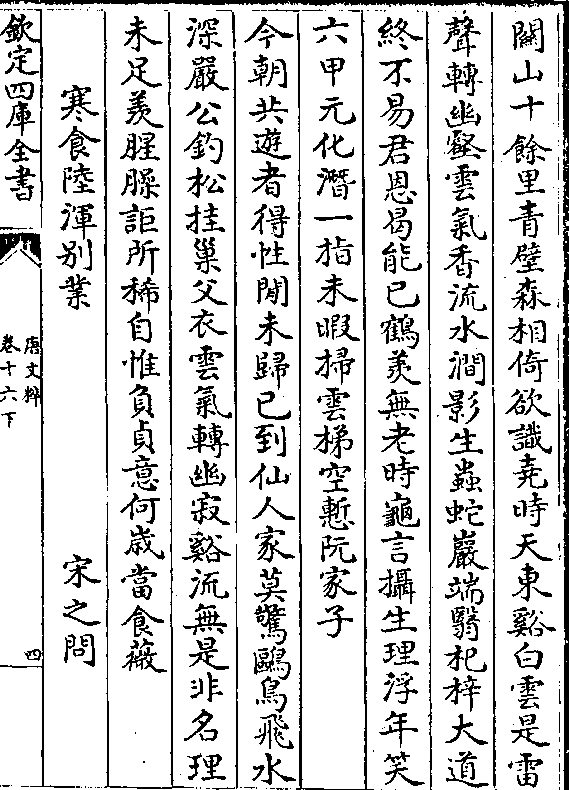 闗山十餘里青壁森相倚欲識堯時天東谿白雲是雷
聲轉幽壑雲氣香流水澗影生蟲蛇巖端翳杞梓大道
終不易君恩曷能已鶴羨無老時龜言攝生理浮年笑
六甲元化潛一指未暇掃雲梯空慙阮家子
今朝共遊者得性閒未歸已到仙人家莫驚鷗鳥飛水
深嚴公釣松挂巢父衣雲氣轉幽寂谿流無是非名理
未足羨腥臊詎所稀自惟負貞意何歳當食薇
寒食陸渾别業 宋之問
欽定四庫全書
唐文粹
卷十六下
四